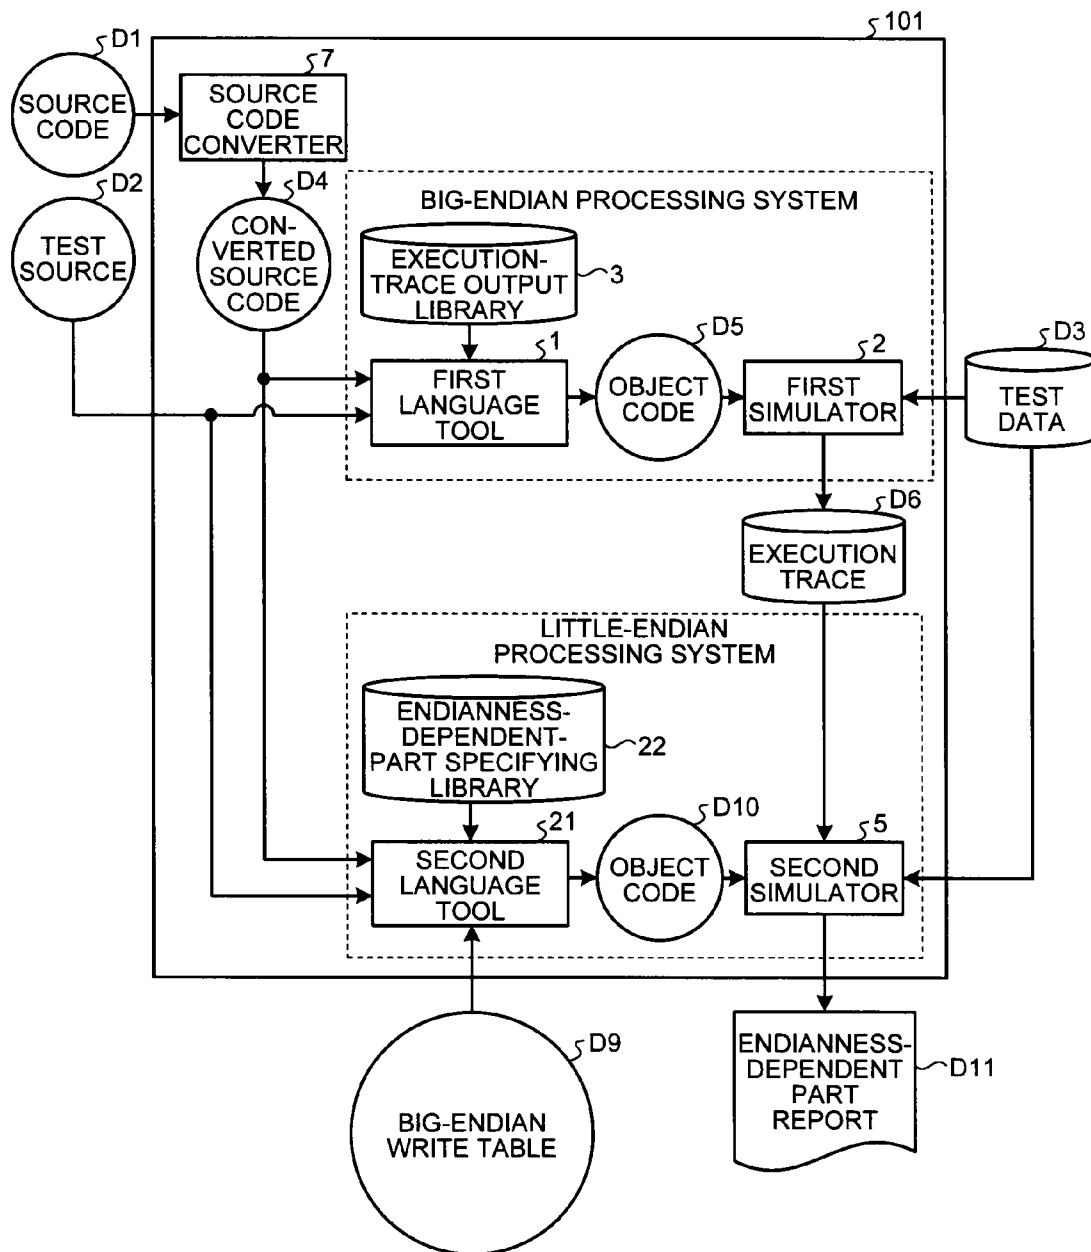 101
D1
SOURCE
CODE
7
SOURCE
CODE
CONVERTER
D2
TEST
SOURCE
D4
CON-
VERTED
SOURCE
CODE
BIG-ENDIAN PROCESSING SYSTEM
EXECUTION-
TRACE OUTPUT
LIBRARY
3
1
FIRST
LANGUAGE
TOOL
D5
OBJECT
CODE
2
FIRST
SIMULATOR
D3
TEST
DATA
D6
EXECUTION
TRACE
LITTLE-ENDIAN
PROCESSING SYSTEM
ENDIANNESS-
DEPENDENT-
PART SPECIFYING
LIBRARY
22
21
SECOND
LANGUAGE
TOOL
D10
OBJECT
CODE
5
SECOND
SIMULATOR
D9
BIG-ENDIAN
WRITE TABLE
ENDIANNESS-
DEPENDENT
PART
REPORT
D11